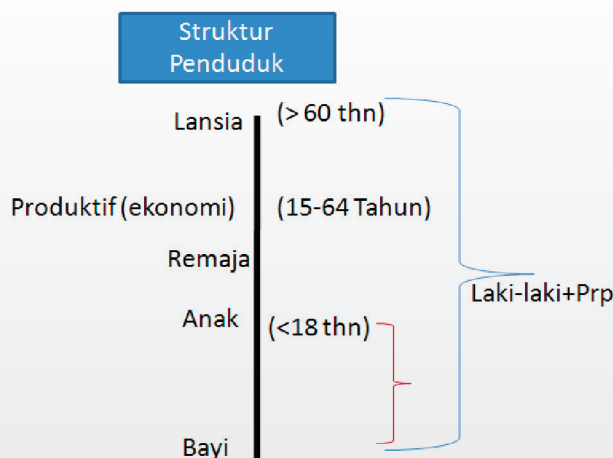 Struktur
Penduduk
Lansia (> 60 thn)
Produktif (ekonomi) (15-64 Tahun)
Remaja
Laki-laki+Prp
Anak (<18 thn)
Bayi